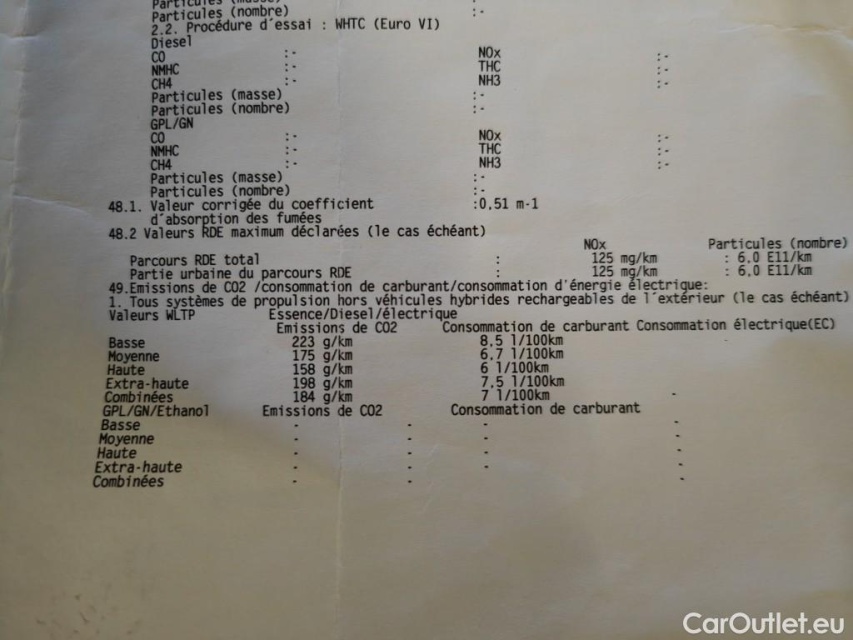 Particules (masse)
Particules (nombre) :-
2.2. Procédure d'essai : WHTC (Euro VI)
Diesel
CO :- NOx :-
NMHC :- THC :-
CH4 :- NH3 :-
Particules (masse) :-
Particules (nombre) :-
GPL/GN
CO :- NOx :-
NMHC :- THC :-
CH4 :- NH3 :-
Particules (masse) :-
Particules (nombre) :-
48.1. Valeur corrigée du coefficient :0,51 m-1
d'absorption des fumées
48.2 Valeurs RDE maximum déclarées (le cas échéant)
NOx Particules (nombre)
Parcours RDE total : 125 mg/km : 6,0 E11/km
Partie urbaine du parcours RDE : 125 mg/km : 6,0 E11/km
49.Emissions de CO2 /consommation de carburant/consommation d'énergie électrique:
1. Tous systèmes de propulsion hors véhicules hybrides rechargeables de l'extérieur (le cas échéant)
Valeurs WLTP Essence/Diesel/électrique
Emissions de CO2 Consommation de carburant Consommation électrique(EC)
Basse 223 g/km 8,5 l/100km
Moyenne 175 g/km 6,7 l/100km
Haute 158 g/km 6 l/100km
Extra-haute 198 g/km 7,5 l/100km
Combinées 184 g/km 7 l/100km -
GPL/GN/Ethanol Emissions de CO2 Consommation de carburant
Basse - - - -
Moyenne - - - -
Haute - - - -
Extra-haute - - - -
Combinées - - - -
CarOutlet.eu